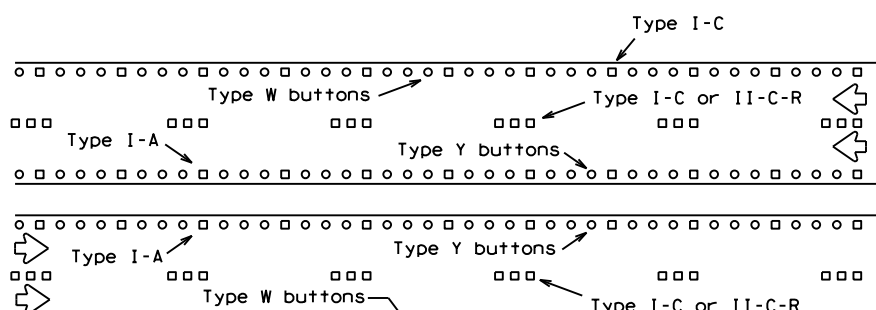 Type I-C
Type W buttons
Type I-C or II-C-R
Type I-A
Type Y buttons
Type I-A
Type Y buttons
Type W buttons
Type I-C or II-C-R